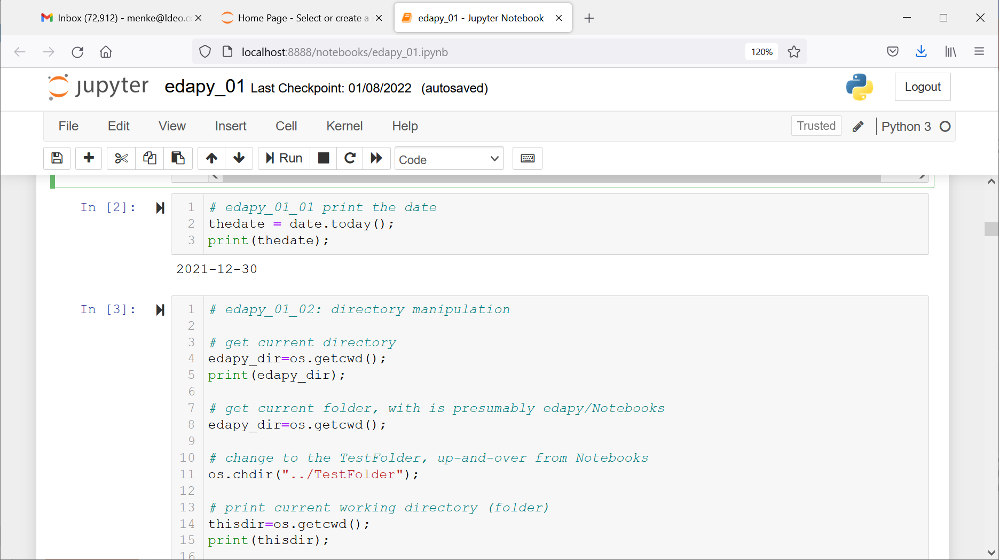 Inbox (72,912) - menke@ldeo.c
Home Page - Select or create a
edapy_01 - Jupyter Notebook
localhost:8888/notebooks/edapy_01.ipynb
120%
jupyter edapy_01 Last Checkpoint: 01/08/2022 (autosaved)
Logout
File Edit View Insert Cell Kernel Help
Trusted
Python 3
Run
Code
In [2]:
1 # edapy_01_01 print the date
2 thedate = date.today();
3 print(thedate);
2021-12-30
In [3]:
1 # edapy_01_02: directory manipulation
2
3 # get current directory
4 edapy_dir=os.getcwd();
5 print(edapy_dir);
6
7 # get current folder, with is presumably edapy/Notebooks
8 edapy_dir=os.getcwd();
9
10 # change to the TestFolder, up-and-over from Notebooks
11 os.chdir("../TestFolder");
12
13 # print current working directory (folder)
14 thisdir=os.getcwd();
15 print(thisdir);
16